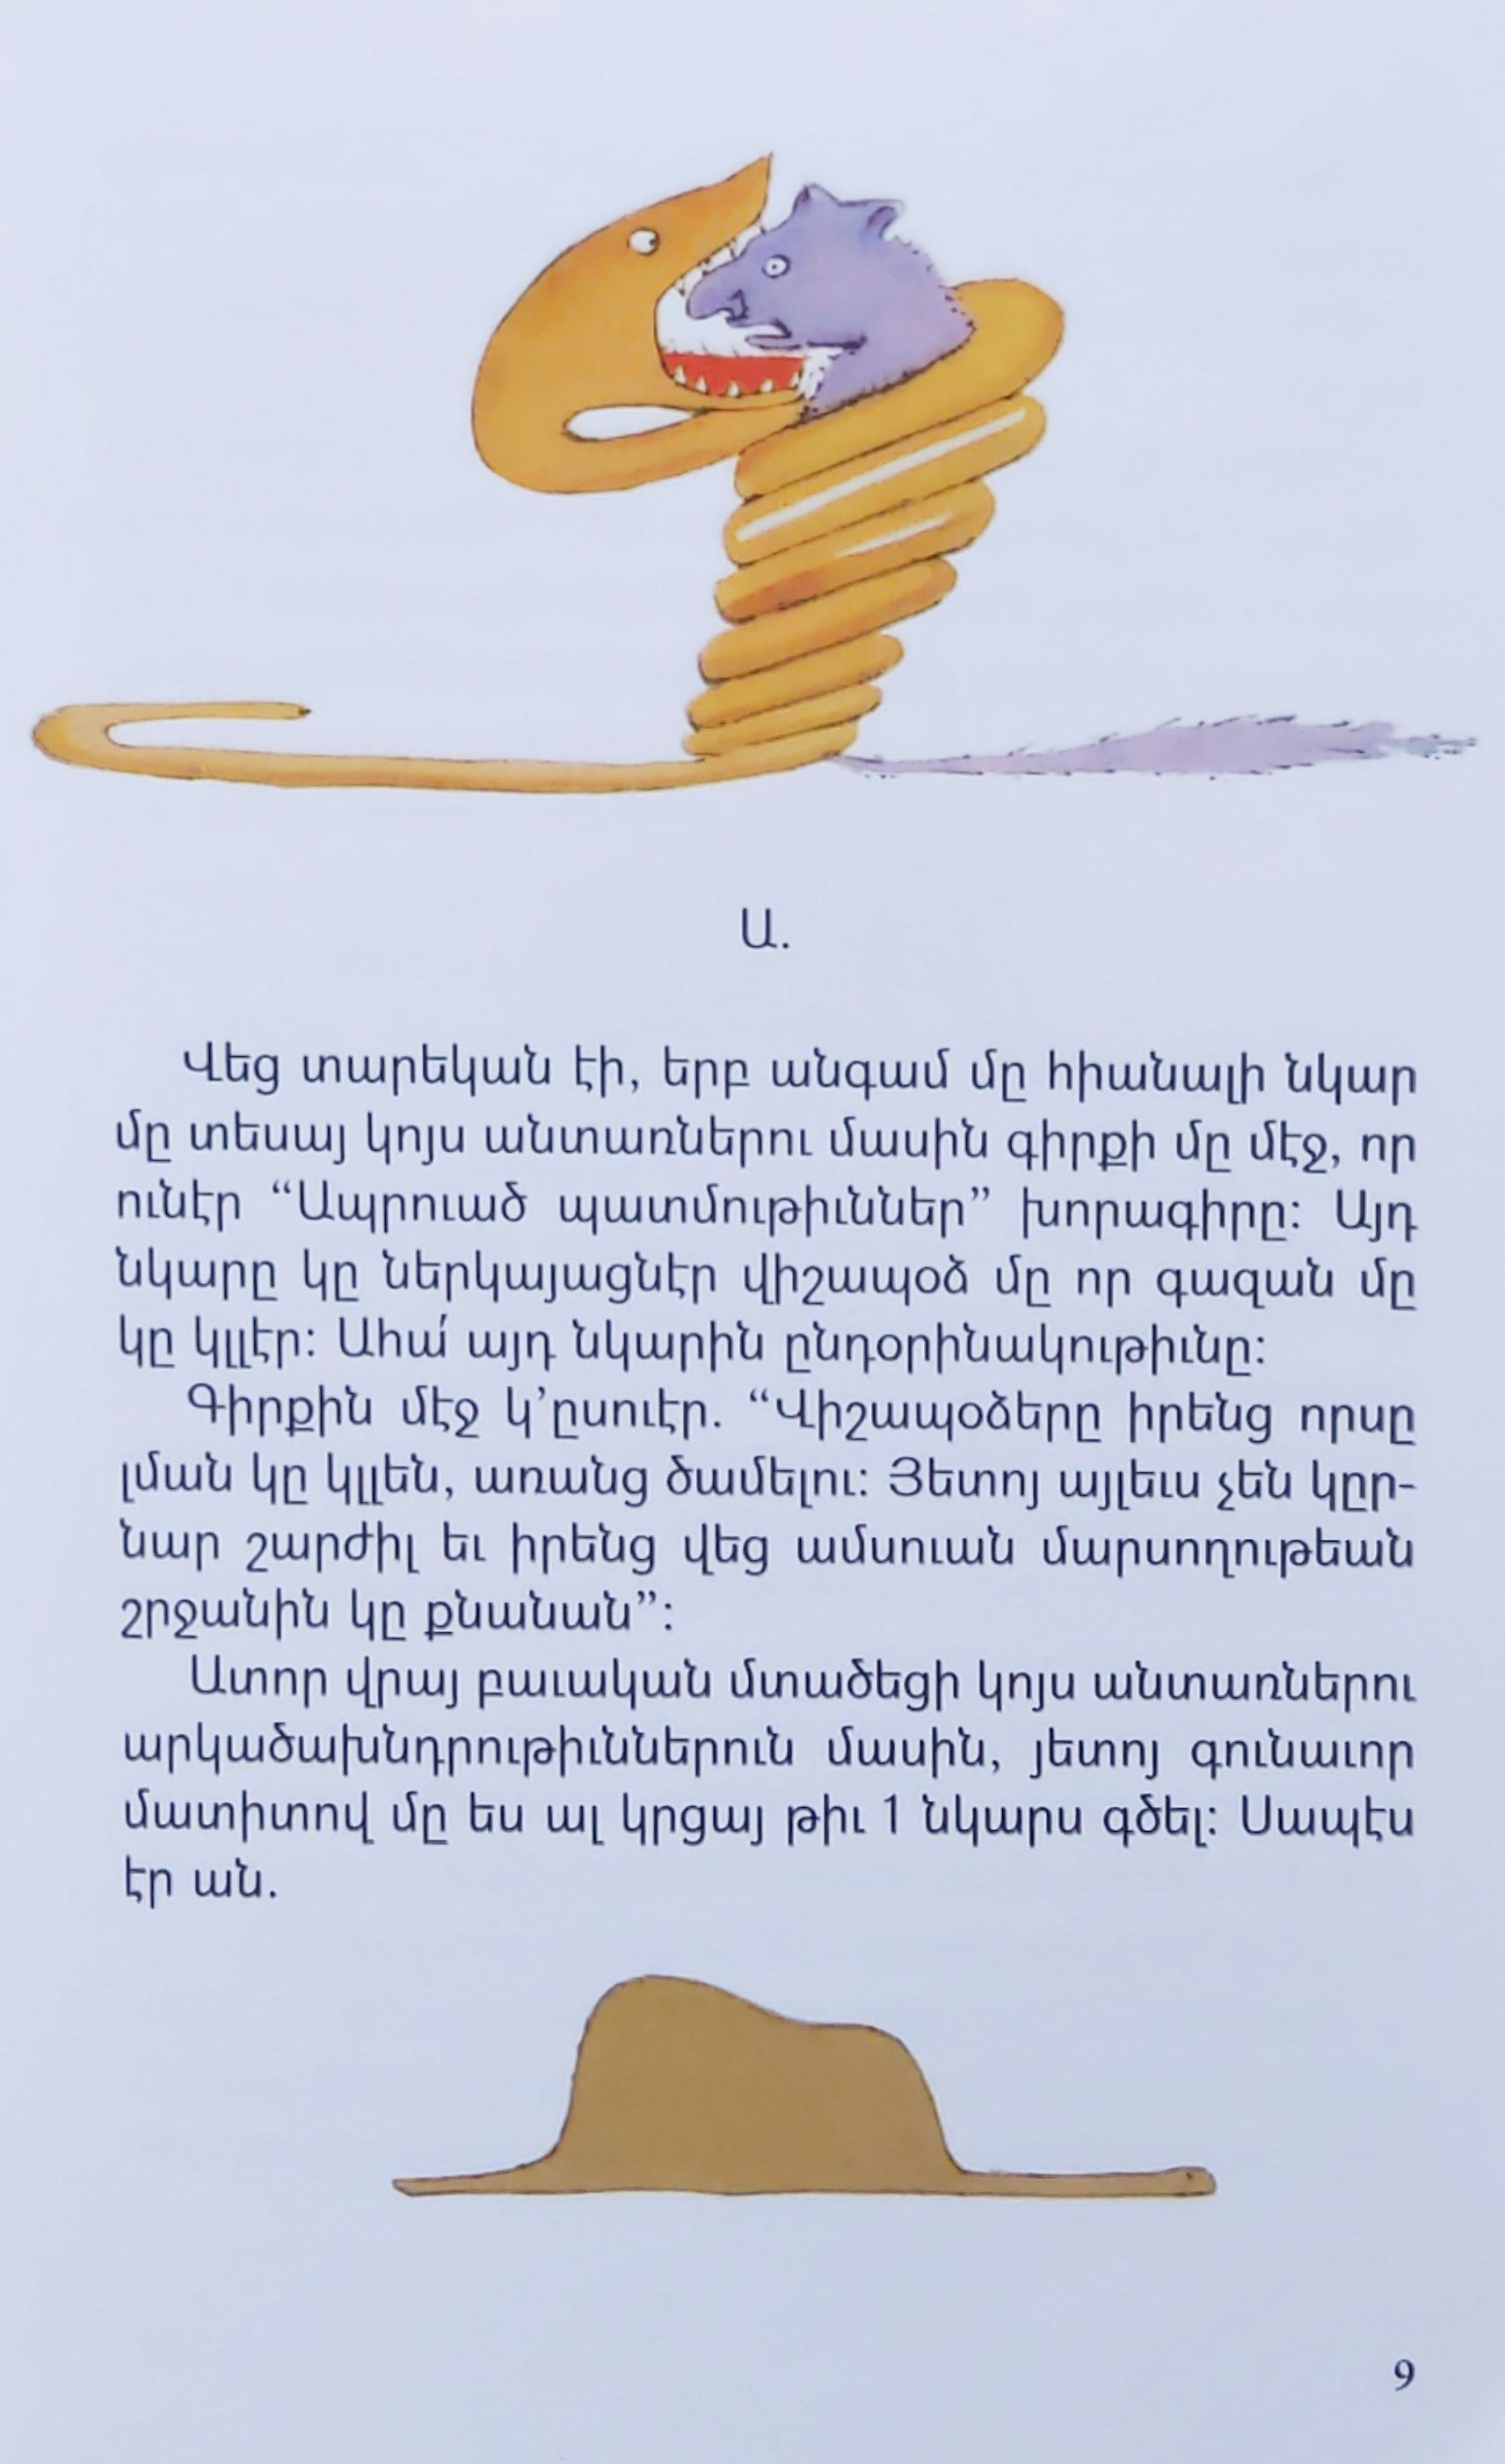 Ա.
Վեց տարեկան էի, երբ անգամ մը հիանալի նկար
մը տեսայ կոյս անտառներու մասին գիրքի մը մէջ, որ
ունէր “Ապրուած պատմութիւններ” խորագիրը։ Այդ
նկարը կը ներկայացնէր վիշապօձ մը որ գազան մը
կը կլլէր։ Ահա՛ այդ նկարին ընդօրինակութիւնը։
Գիրքին մէջ կ’ըսուէր. “Վիշապօձերը իրենց որսը
լման կը կլլեն, առանց ծամելու։ Յետոյ այլեւս չեն կըր-
նար շարժիլ եւ իրենց վեց ամսուան մարսողութեան
շրջանին կը քնանան”։
Ատոր վրայ բաւական մտածեցի կոյս անտառներու
արկածախնդրութիւններուն մասին, յետոյ գունաւոր
մատիտով մը ես ալ կրցայ թիւ 1 նկարս գծել։ Սապէս
էր ան.
9